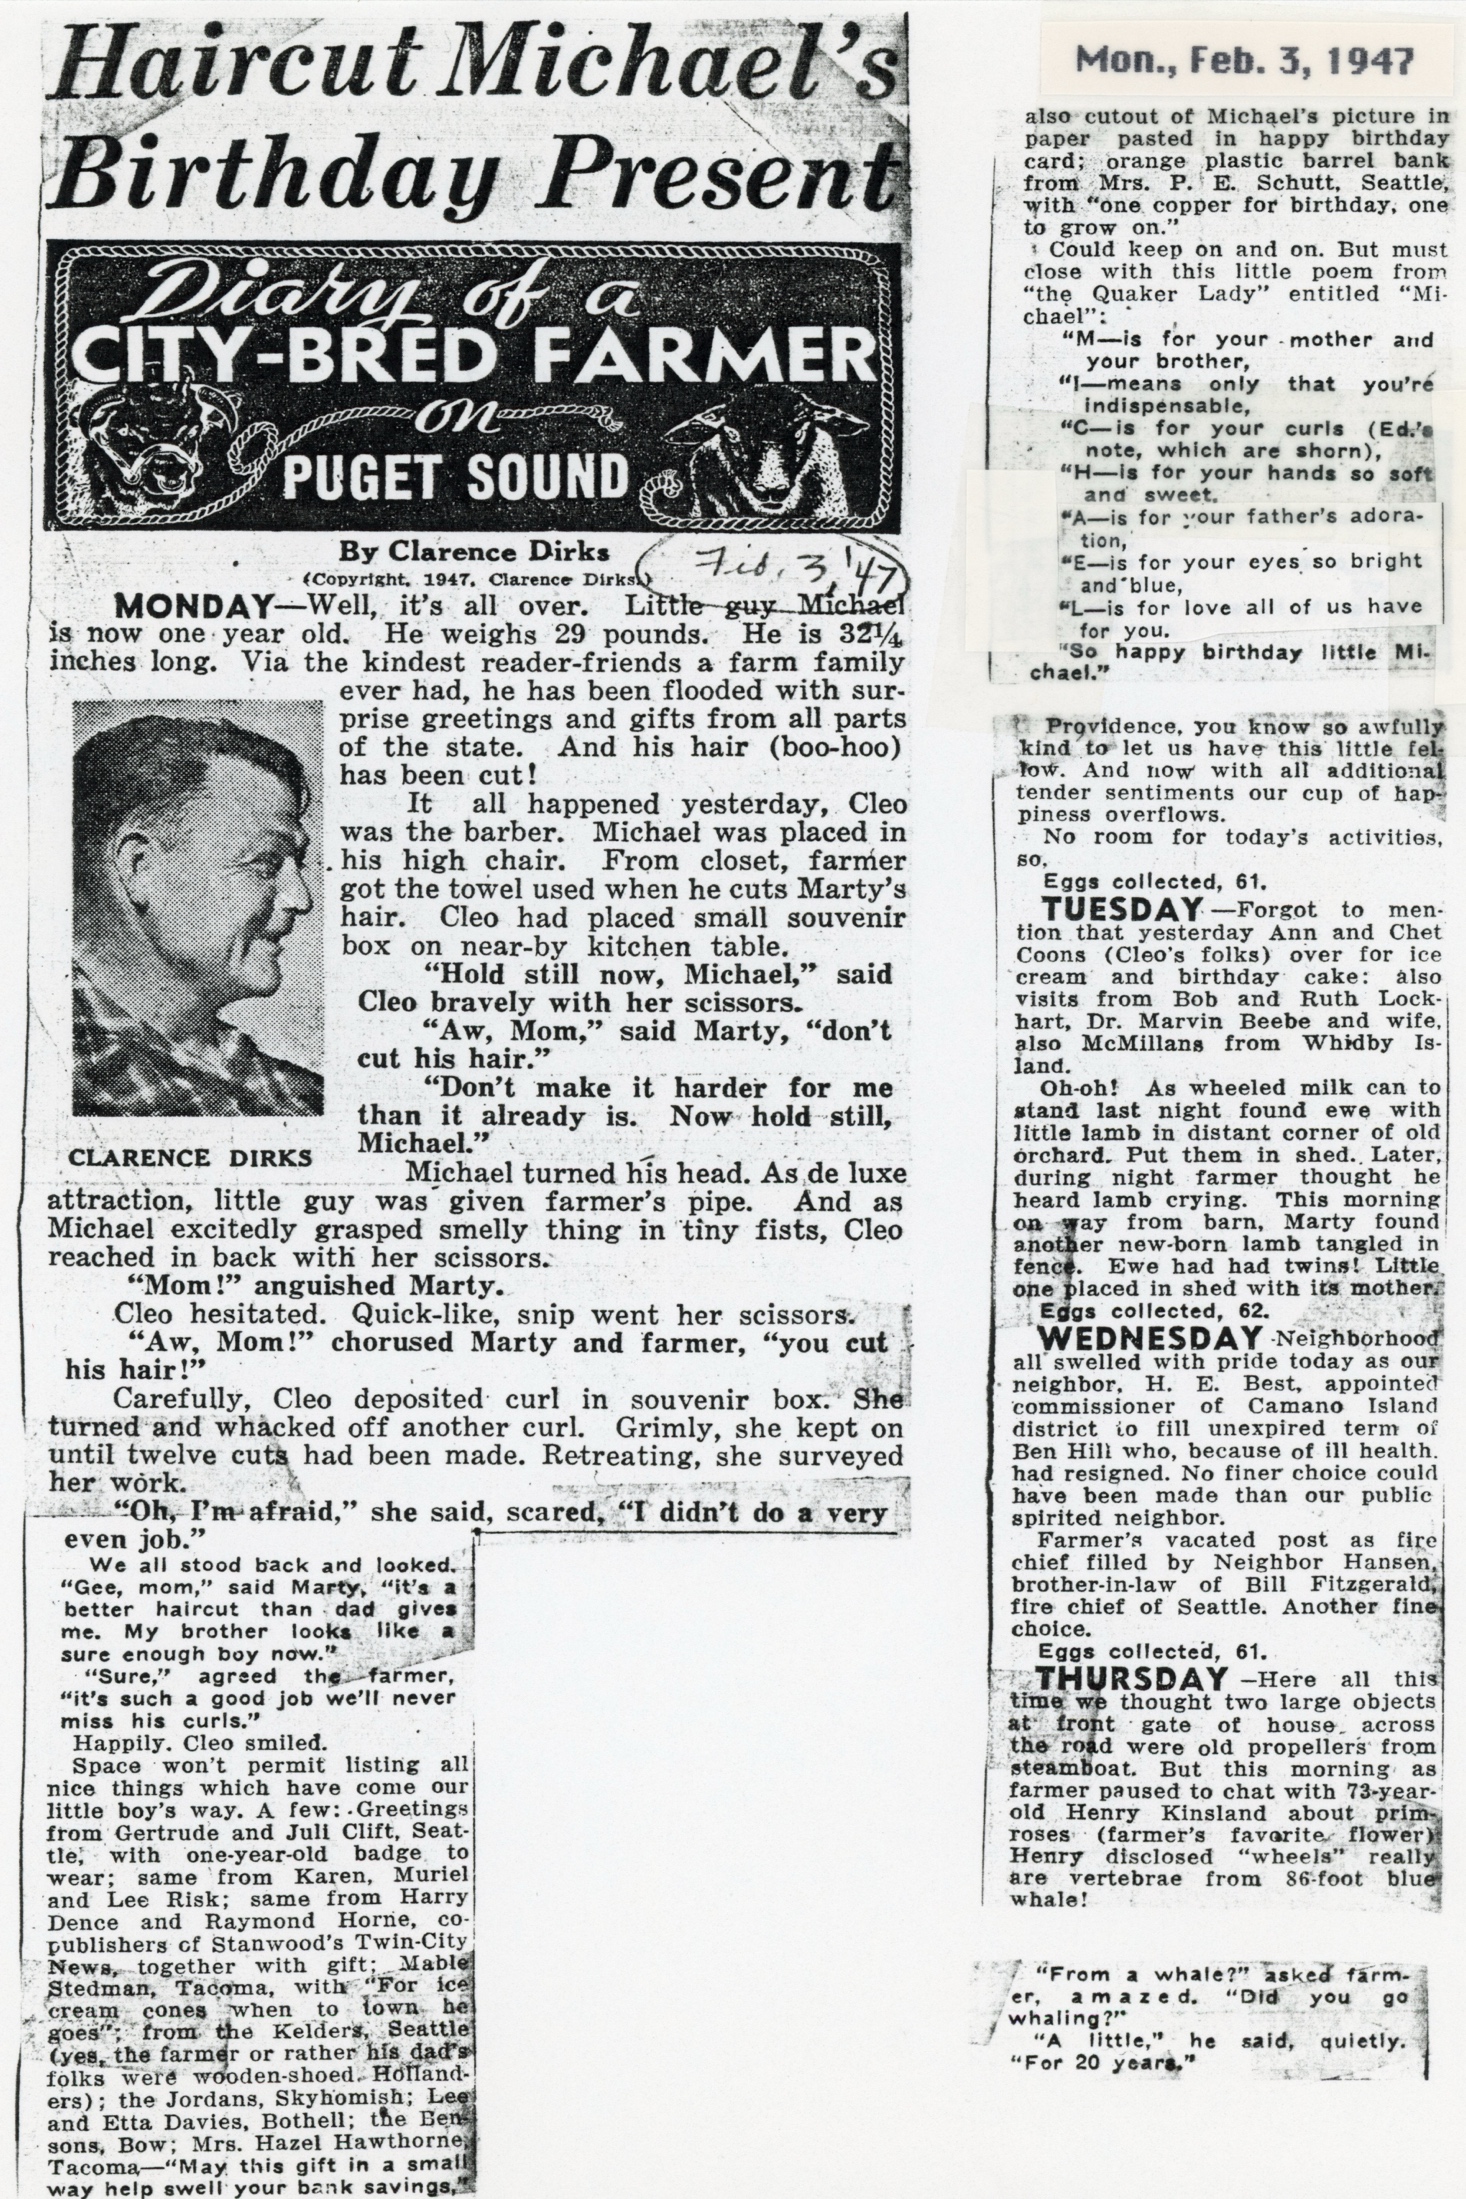 Haircut Michael's
Birthday Present
Diary of a
CITY-BRED FARMER
on
PUGET SOUND
By Clarence Dirks
(Copyright, 1947, Clarence Dirks.)
Feb. 3, '47
MONDAY—Well, it's all over. Little guy Michael
is now one year old. He weighs 29 pounds. He is 32¼
inches long. Via the kindest reader-friends a farm family
ever had, he has been flooded with sur-
prise greetings and gifts from all parts
of the state. And his hair (boo-hoo)
has been cut!
It all happened yesterday, Cleo
was the barber. Michael was placed in
his high chair. From closet, farmer
got the towel used when he cuts Marty's
hair. Cleo had placed small souvenir
box on near-by kitchen table.
"Hold still now, Michael," said
Cleo bravely with her scissors.
"Aw, Mom," said Marty, "don't
cut his hair."
"Don't make it harder for me
than it already is. Now hold still,
Michael."
CLARENCE DIRKS
Michael turned his head. As de luxe
attraction, little guy was given farmer's pipe. And as
Michael excitedly grasped smelly thing in tiny fists, Cleo
reached in back with her scissors.
"Mom!" anguished Marty.
Cleo hesitated. Quick-like, snip went her scissors.
"Aw, Mom!" chorused Marty and farmer, "you cut
his hair!"
Carefully, Cleo deposited curl in souvenir box. She
turned and whacked off another curl. Grimly, she kept on
until twelve cuts had been made. Retreating, she surveyed
her work.
"Oh, I'm afraid," she said, scared, "I didn't do a very
even job."
We all stood back and looked.
"Gee, mom," said Marty, "it's a
better haircut than dad gives
me. My brother looks like a
sure enough boy now."
"Sure," agreed the farmer,
"it's such a good job we'll never
miss his curls."
Happily. Cleo smiled.
Space won't permit listing all
nice things which have come our
little boy's way. A few: Greetings
from Gertrude and Juli Clift, Seat-
tle, with one-year-old badge to
wear; same from Karen, Muriel
and Lee Risk; same from Harry
Dence and Raymond Horne, co-
publishers of Stanwood's Twin-City
News, together with gift; Mable
Stedman, Tacoma, with "For ice
cream cones when to town he
goes"; from the Kelders, Seattle
(yes, the farmer or rather his dad's
folks were wooden-shoed Holland-
ers); the Jordans, Skyhomish; Lee
and Etta Davies, Bothell; the Ben-
sons, Bow; Mrs. Hazel Hawthorne,
Tacoma—"May this gift in a small
way help swell your bank savings,"
Mon., Feb. 3, 1947
also cutout of Michael's picture in
paper pasted in happy birthday
card; orange plastic barrel bank
from Mrs. P. E. Schutt, Seattle,
with "one copper for birthday, one
to grow on."
Could keep on and on. But must
close with this little poem from
"the Quaker Lady" entitled "Mi-
chael":
"M—is for your mother and
your brother,
"I—means only that you're
indispensable,
"C—is for your curls (Ed.'s
note, which are shorn),
"H—is for your hands so soft
and sweet.
"A—is for your father's adora-
tion,
"E—is for your eyes so bright
and blue,
"L—is for love all of us have
for you.
"So happy birthday little Mi-
chael."
Providence, you know so awfully
kind to let us have this little fel-
low. And now with all additional
tender sentiments our cup of hap-
piness overflows.
No room for today's activities,
so.
Eggs collected, 61.
TUESDAY—Forgot to men-
tion that yesterday Ann and Chet
Coons (Cleo's folks) over for ice
cream and birthday cake: also
visits from Bob and Ruth Lock-
hart, Dr. Marvin Beebe and wife,
also McMillans from Whidby Is-
land.
Oh-oh! As wheeled milk can to
stand last night found ewe with
little lamb in distant corner of old
orchard. Put them in shed. Later,
during night farmer thought he
heard lamb crying. This morning
on way from barn, Marty found
another new-born lamb tangled in
fence. Ewe had had twins! Little
one placed in shed with its mother.
Eggs collected, 62.
WEDNESDAY-Neighborhood
all swelled with pride today as our
neighbor, H. E. Best, appointed
commissioner of Camano Island
district to fill unexpired term of
Ben Hill who, because of ill health.
had resigned. No finer choice could
have been made than our public
spirited neighbor.
Farmer's vacated post as fire
chief filled by Neighbor Hansen,
brother-in-law of Bill Fitzgerald,
fire chief of Seattle. Another fine
choice.
Eggs collected, 61.
THURSDAY—Here all this
time we thought two large objects
at front gate of house across
the road were old propellers from
steamboat. But this morning as
farmer paused to chat with 73-year-
old Henry Kinsland about prim-
roses (farmer's favorite flower)
Henry disclosed "wheels" really
are vertebrae from 86-foot blue
whale!
"From a whale?" asked farm-
er, amazed. "Did you go
whaling?"
"A little," he said, quietly.
"For 20 years."